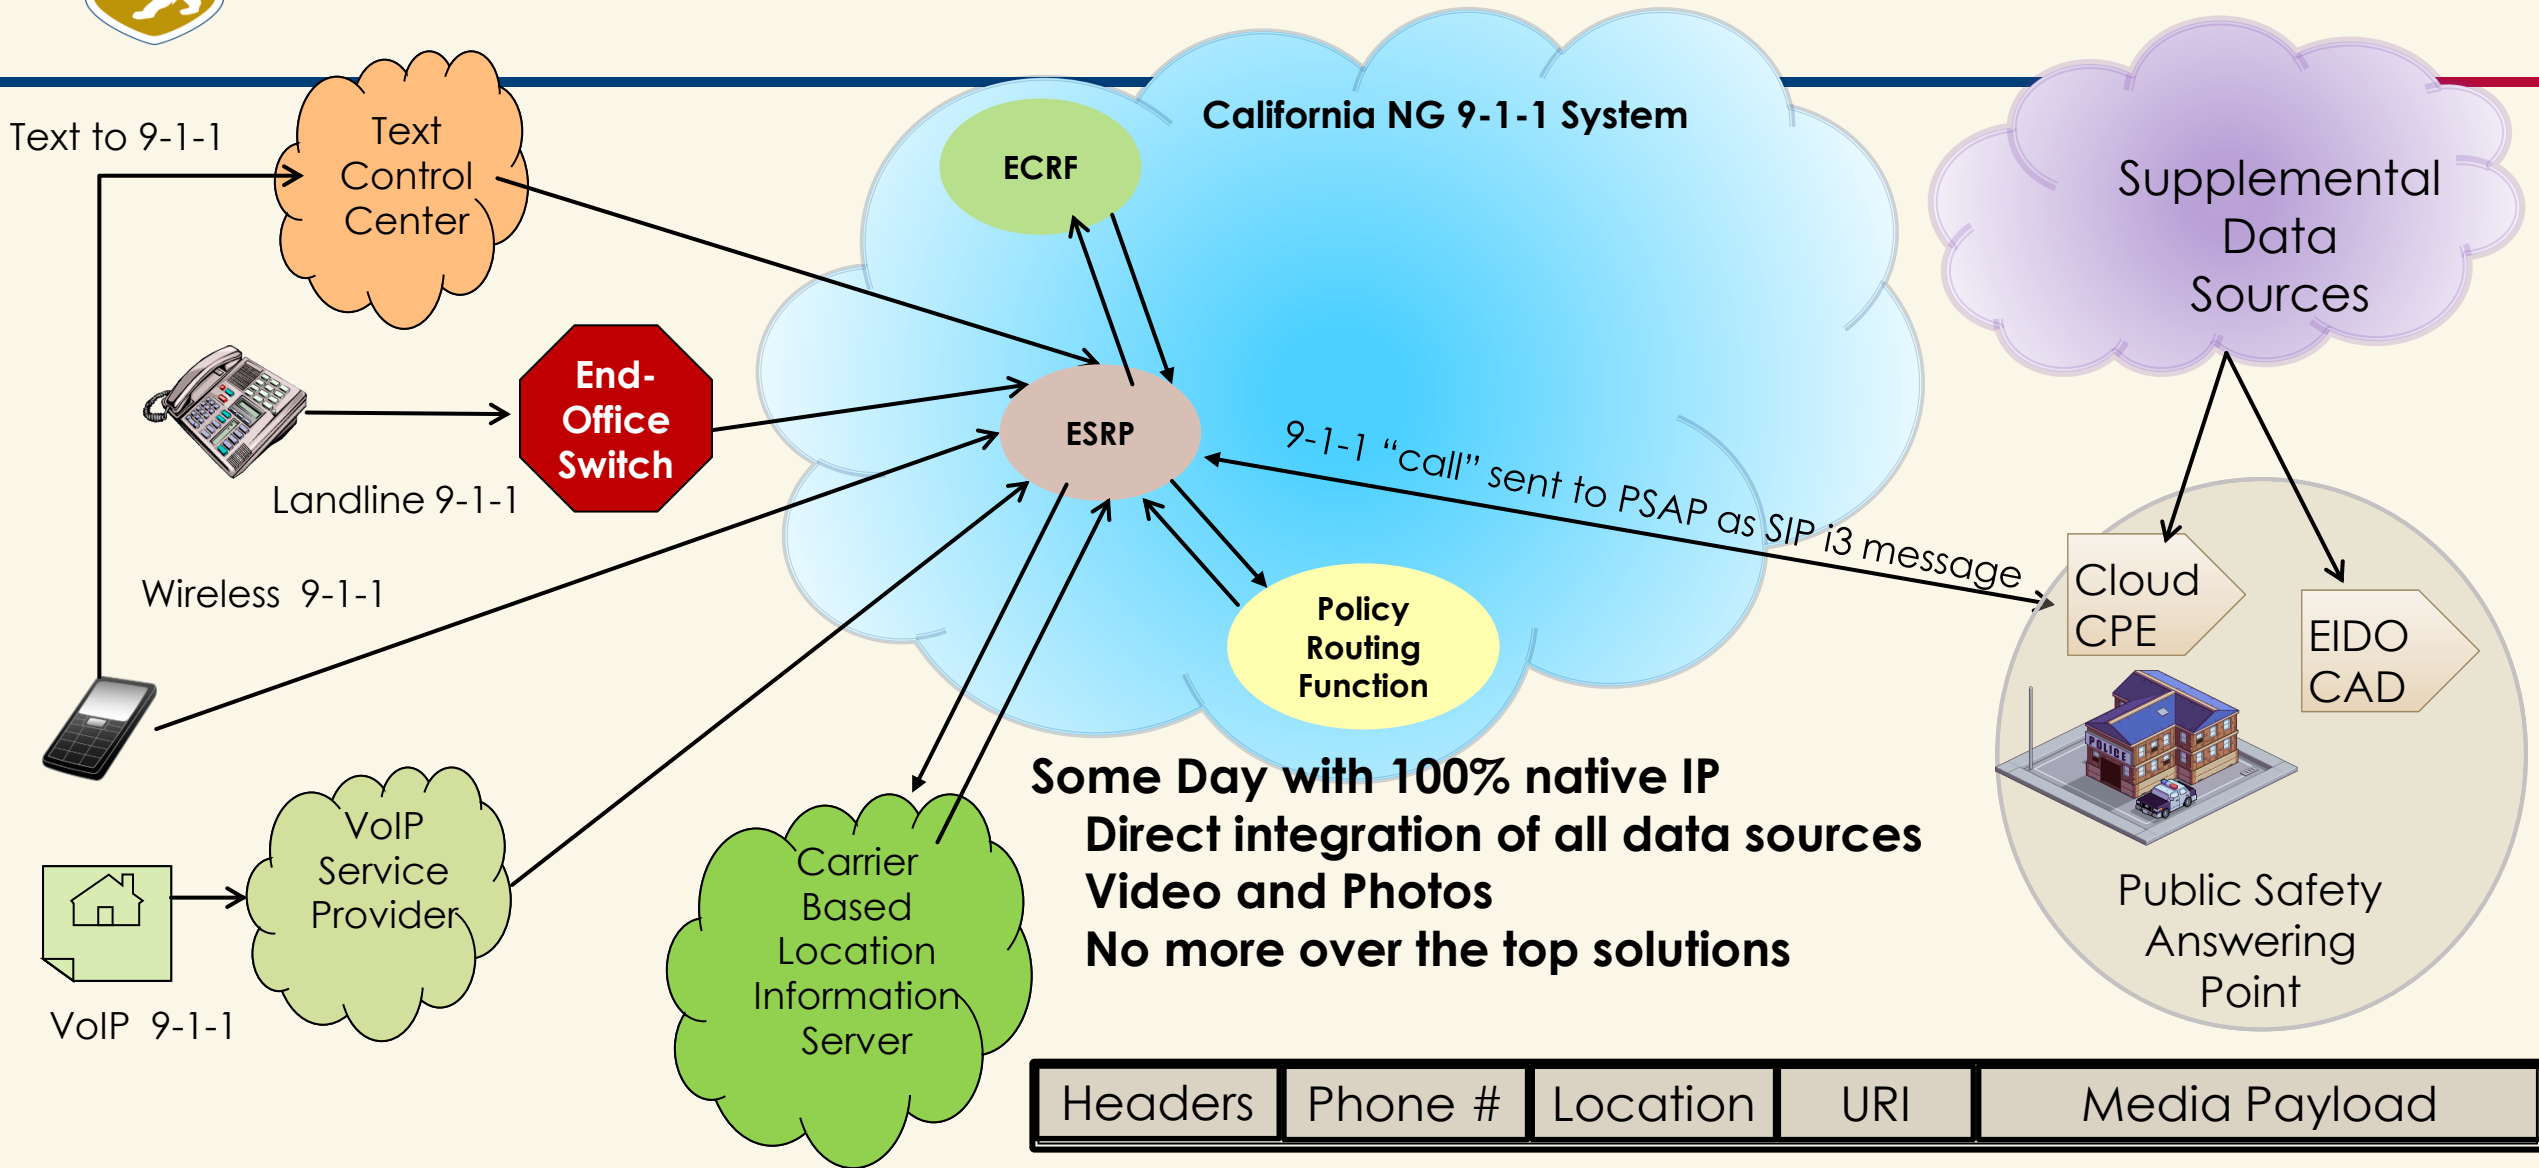 California NG 9-1-1 System
Text to 9-1-1
Text
Control
Center
ECRF
Supplemental
Data
Sources
End-
Office
Switch
Landline 9-1-1
ESRP
9-1-1 “call” sent to PSAP as SIP i3 message
Wireless 9-1-1
Policy
Routing
Function
Cloud
CPE
EIDO
CAD
POLICE
Public Safety
Answering
Point
VoIP
Service
Provider
VoIP 9-1-1
Carrier
Based
Location
Information
Server
Some Day with 100% native IP
Direct integration of all data sources
Video and Photos
No more over the top solutions
Headers Phone # Location URI Media Payload